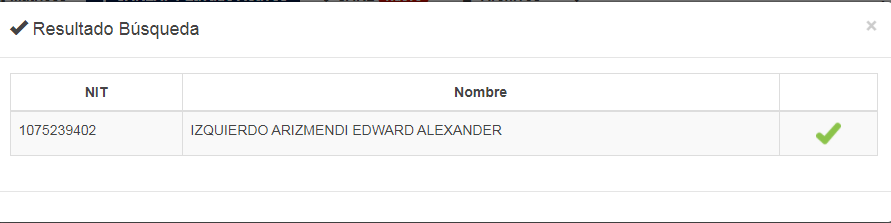 Resultado Búsqueda
×
NIT Nombre
1075239402 IZQUIERDO ARIZMENDI EDWARD ALEXANDER